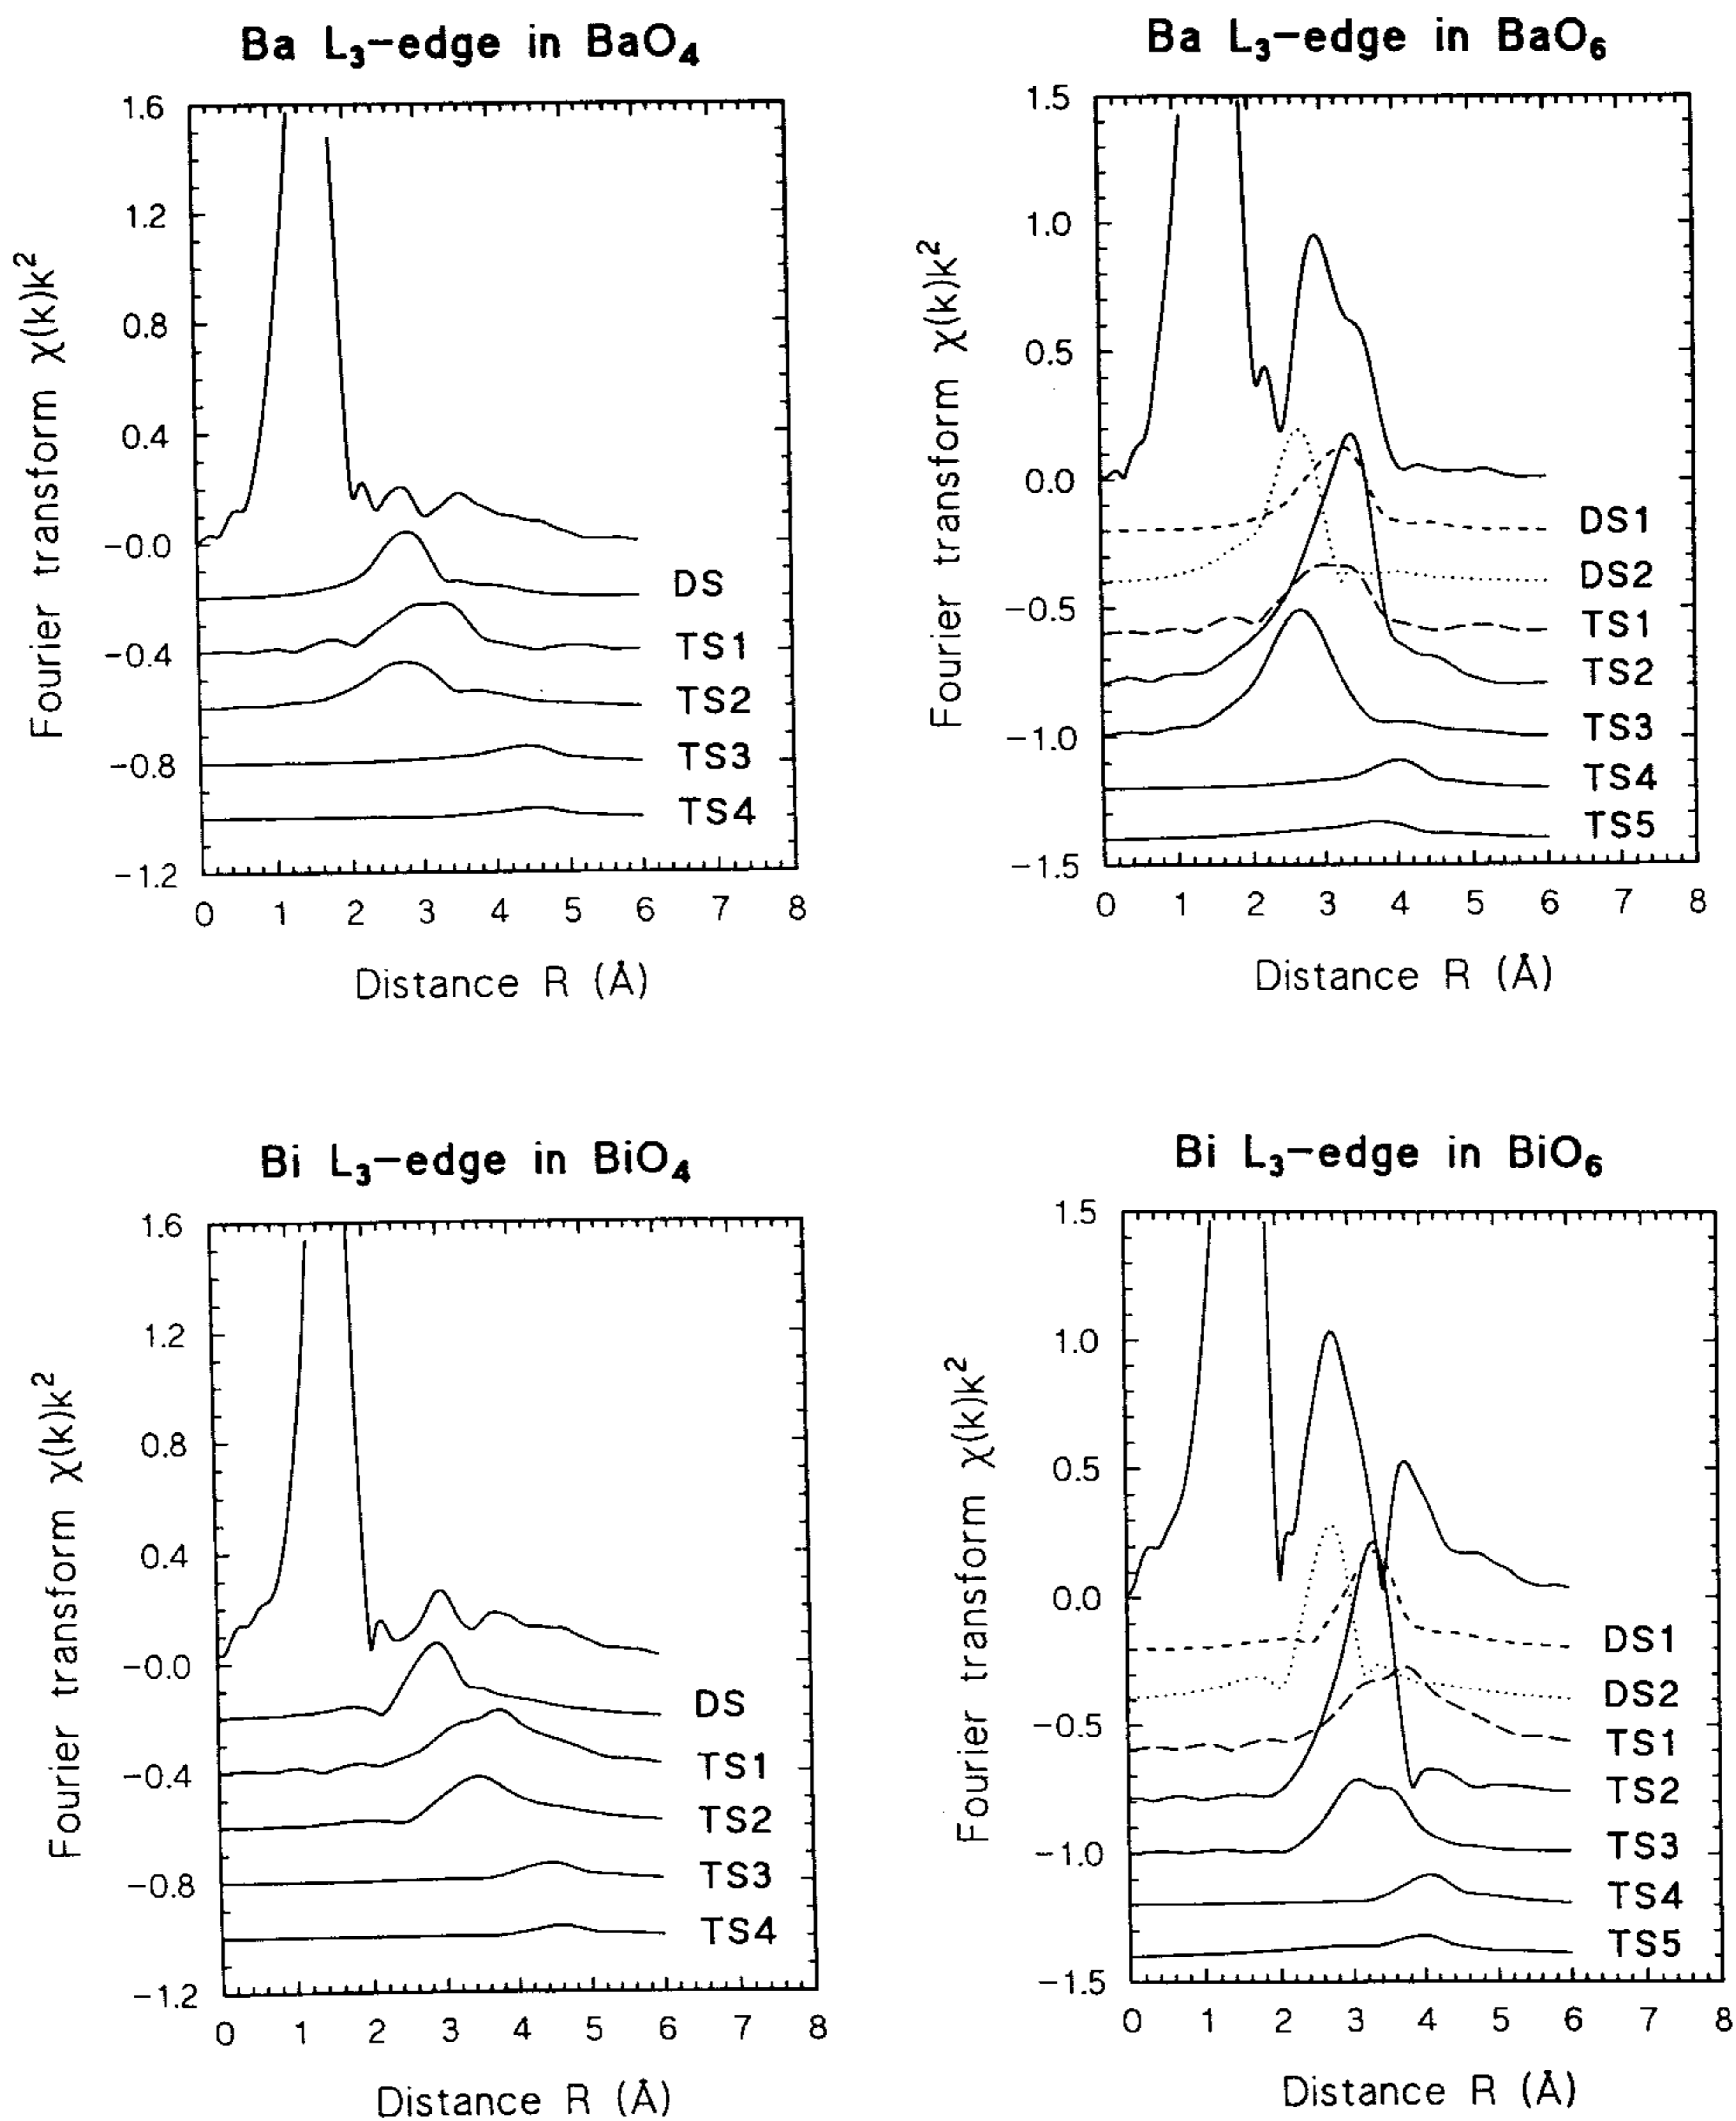 Ba L₃-edge in BaO₄
1.6
1.2
0.8
0.4
-0.0
-0.4
-0.8
-1.2
Fourier transform χ(k)k²
DS
TS1
TS2
TS3
TS4
0 1 2 3 4 5 6 7 8
Distance R (Å)
Ba L₃-edge in BaO₆
1.5
1.0
0.5
0.0
-0.5
-1.0
-1.5
Fourier transform χ(k)k²
DS1
DS2
TS1
TS2
TS3
TS4
TS5
0 1 2 3 4 5 6 7 8
Distance R (Å)
Bi L₃-edge in BiO₄
1.6
1.2
0.8
0.4
-0.0
-0.4
-0.8
-1.2
Fourier transform χ(k)k²
DS
TS1
TS2
TS3
TS4
0 1 2 3 4 5 6 7 8
Distance R (Å)
Bi L₃-edge in BiO₆
1.5
1.0
0.5
0.0
-0.5
-1.0
-1.5
Fourier transform χ(k)k²
DS1
DS2
TS1
TS2
TS3
TS4
TS5
0 1 2 3 4 5 6 7 8
Distance R (Å)